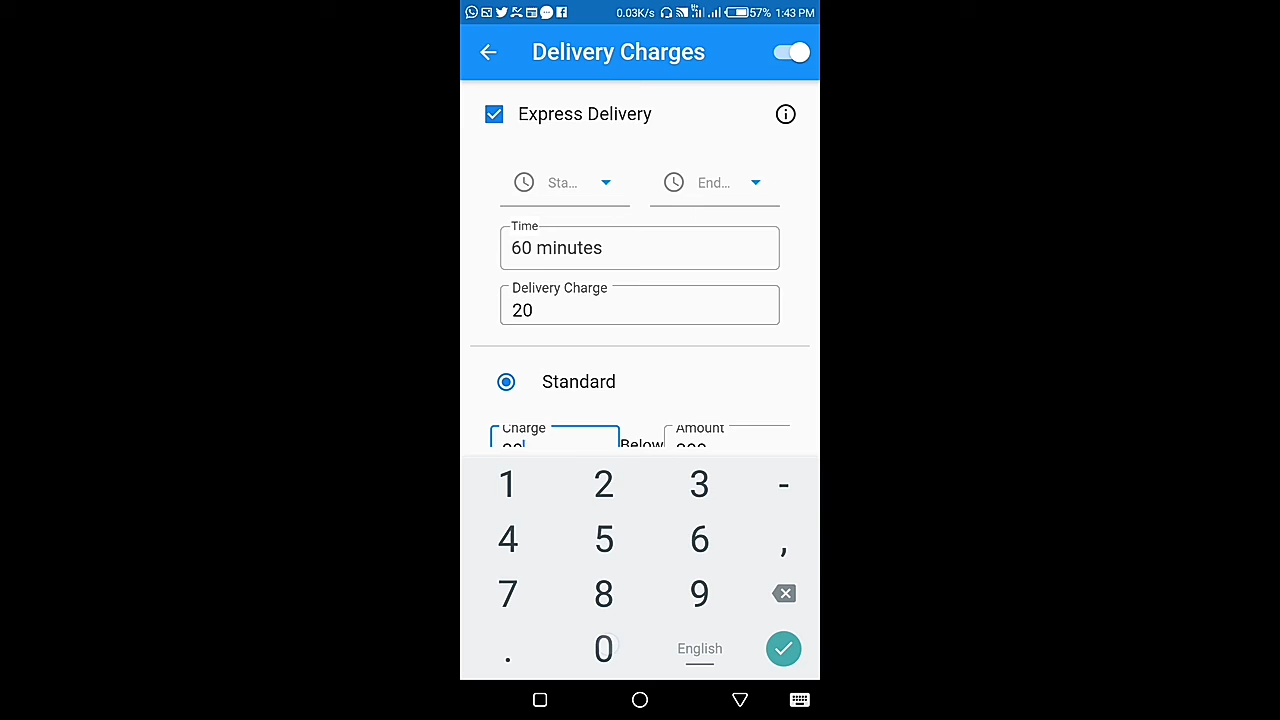 0.03K/s 57% 1:43 PM
Delivery Charges
Express Delivery
Sta... End...
Time
60 minutes
Delivery Charge
20
Standard
Charge Amount
Below
1 2 3 -
4 5 6 ,
7 8 9
. 0 English